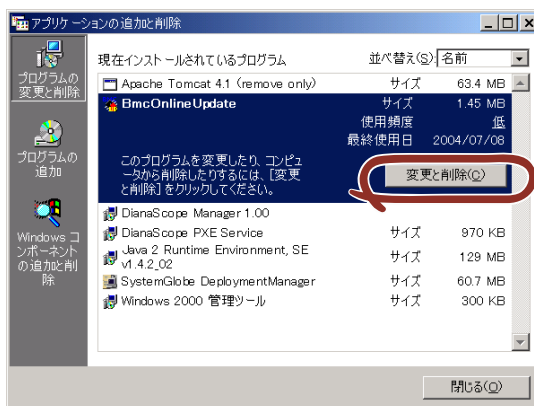 アプリケーションの追加と削除
現在インストールされているプログラム
並べ替え(S): 名前
プログラムの
変更と削除
プログラムの
追加
Windows コ
ンポーネント
の追加と削
除
Apache Tomcat 4.1 (remove only) サイズ 63.4 MB
BmcOnlineUpdate サイズ 1.45 MB
使用頻度 低
最終使用日 2004/07/08
このプログラムを変更したり、コンピュ
ータから削除したりするには、[変更
と削除] をクリックしてください。
変更と削除(C)
DianaScope Manager 1.00
DianaScope PXE Service サイズ 970 KB
Java 2 Runtime Environment, SE
v1.4.2_02 サイズ 129 MB
SystemGlobe DeploymentManager サイズ 60.7 MB
Windows 2000 管理ツール サイズ 300 KB
閉じる(O)